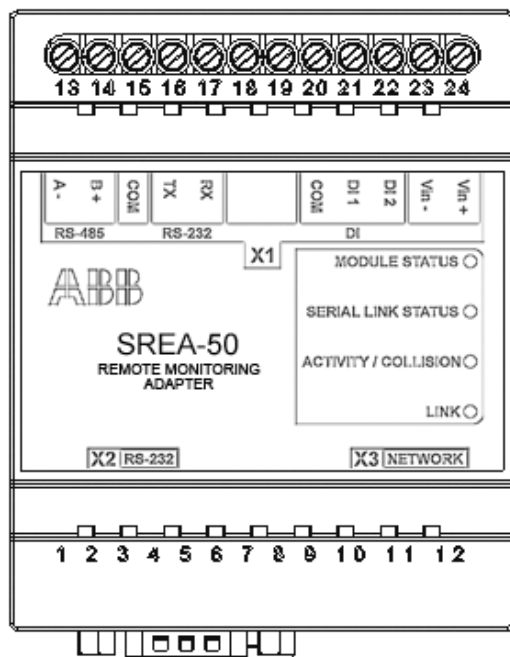 13 14 15 16 17 18 19 20 21 22 23 24
A - B + COM TX RX COM DI 1 DI 2 Vin - Vin +
RS-485 RS-232 DI
X1
MODULE STATUS
ABB
SERIAL LINK STATUS
SREA-50
REMOTE MONITORING
ADAPTER
ACTIVITY / COLLISION
LINK
X2 RS-232 X3 NETWORK
1 2 3 4 5 6 7 8 9 10 11 12